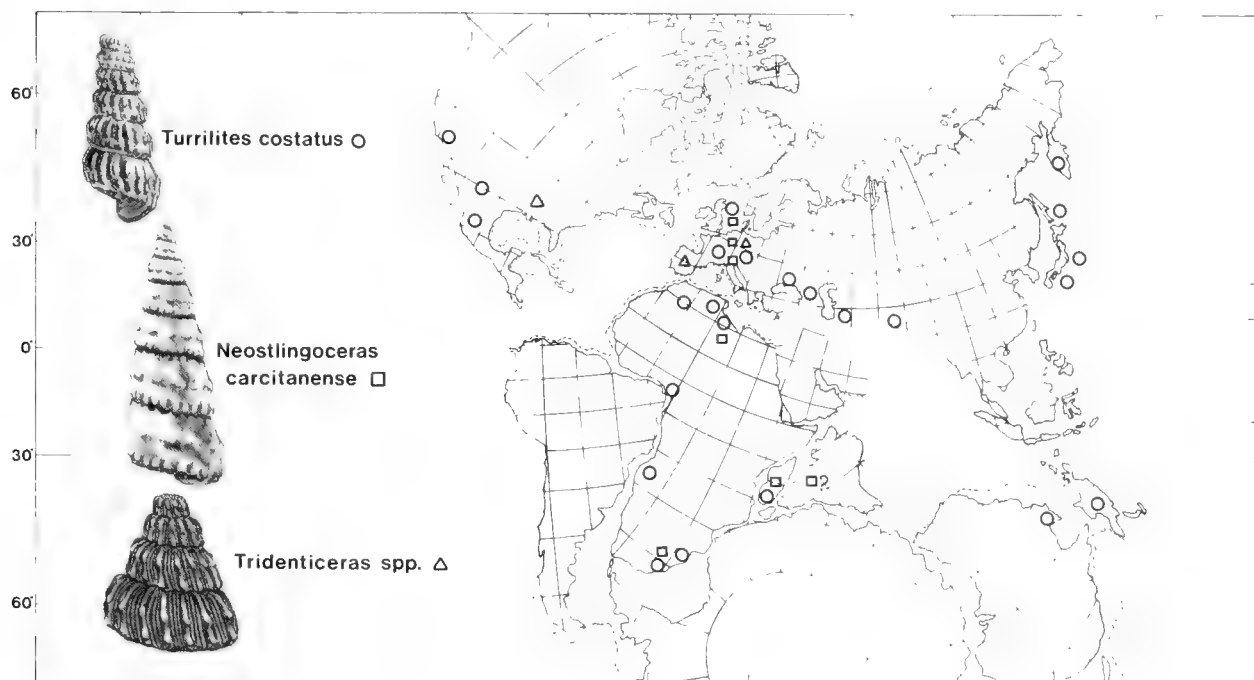 60°
Turrilites costatus
30°
Neostlingoceras
carcitanense
0°
30°
?
Tridenticeras spp.
60°